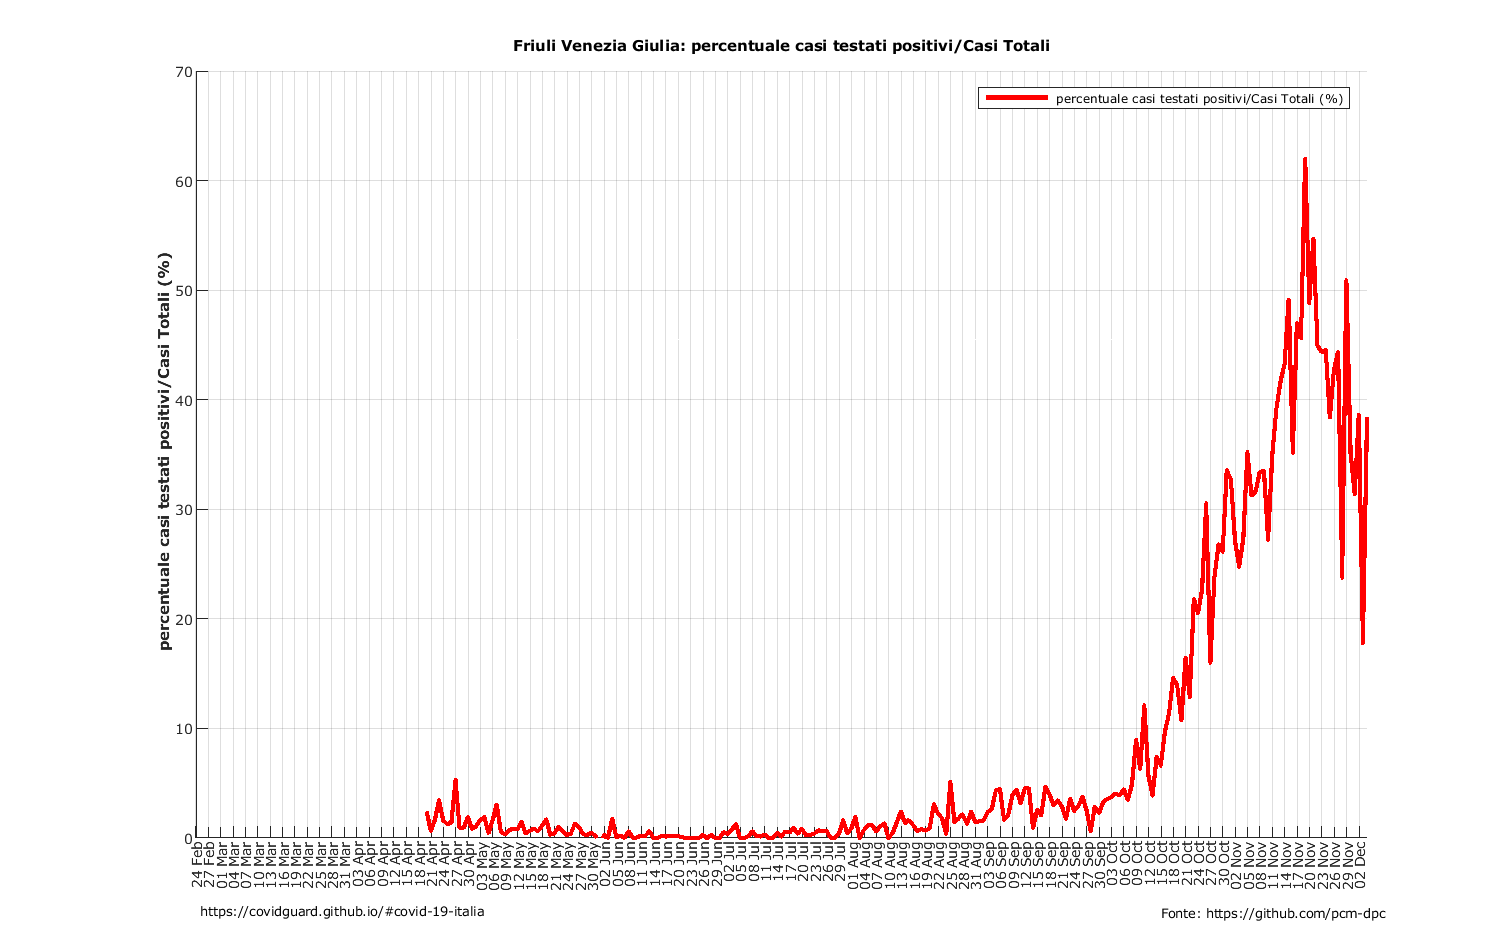 Friuli Venezia Giulia: percentuale casi testati positivi/Casi Totali
percentuale casi testati positivi/Casi Totali (%)
percentuale casi testati positivi/Casi Totali (%)
70
60
50
40
30
20
10
0
24 Feb
27 Feb
01 Mar
04 Mar
07 Mar
10 Mar
13 Mar
16 Mar
19 Mar
22 Mar
25 Mar
28 Mar
31 Mar
03 Apr
06 Apr
09 Apr
12 Apr
15 Apr
18 Apr
21 Apr
24 Apr
27 Apr
30 Apr
03 May
06 May
09 May
12 May
15 May
18 May
21 May
24 May
27 May
30 May
02 Jun
05 Jun
08 Jun
11 Jun
14 Jun
17 Jun
20 Jun
23 Jun
26 Jun
29 Jun
02 Jul
05 Jul
08 Jul
11 Jul
14 Jul
17 Jul
20 Jul
23 Jul
26 Jul
29 Jul
01 Aug
04 Aug
07 Aug
10 Aug
13 Aug
16 Aug
19 Aug
22 Aug
25 Aug
28 Aug
31 Aug
03 Sep
06 Sep
09 Sep
12 Sep
15 Sep
18 Sep
21 Sep
24 Sep
27 Sep
30 Sep
03 Oct
06 Oct
09 Oct
12 Oct
15 Oct
18 Oct
21 Oct
24 Oct
27 Oct
30 Oct
02 Nov
05 Nov
08 Nov
11 Nov
14 Nov
17 Nov
20 Nov
23 Nov
26 Nov
29 Nov
02 Dec
https://covidguard.github.io/#covid-19-italia
Fonte: https://github.com/pcm-dpc